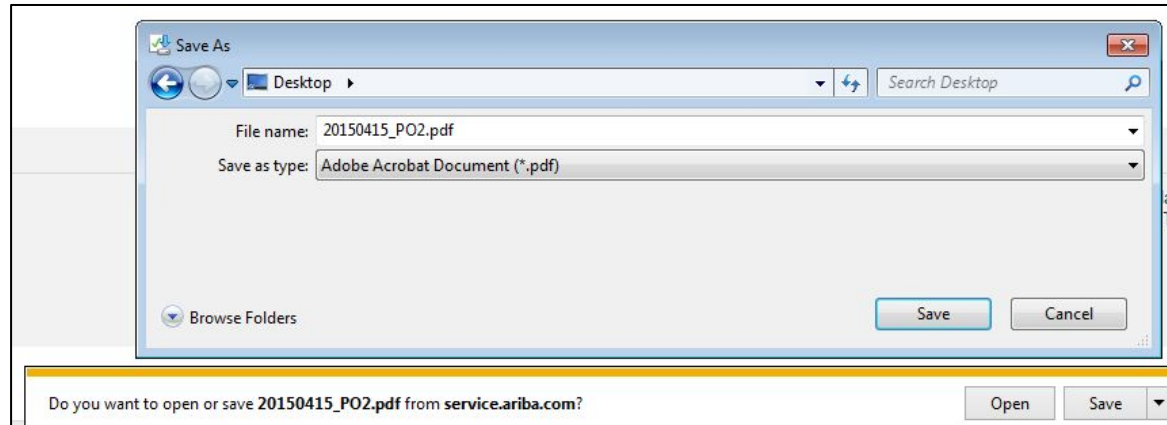 Save As
Desktop
Search Desktop
File name: 20150415_PO2.pdf
Save as type: Adobe Acrobat Document (*.pdf)
Browse Folders
Save Cancel
Do you want to open or save 20150415_PO2.pdf from service.ariba.com?
Open Save